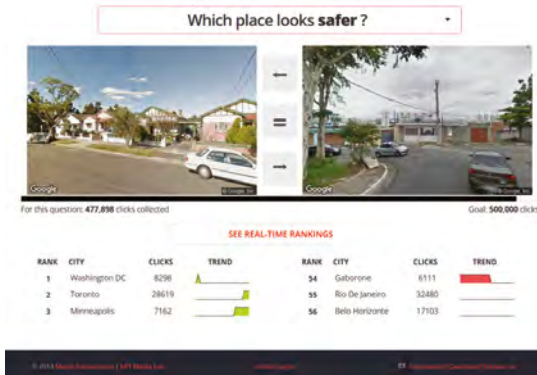 Which place looks safer ?
←
=
→
Google
© Google, Inc.
Google
© Google, Inc.
For this question: 477,898 clicks collected
Goal: 500,000 clicks
SEE REAL-TIME RANKINGS
RANK CITY CLICKS TREND
1 Washington DC 8298
2 Toronto 28619
3 Minneapolis 7162
RANK CITY CLICKS TREND
54 Gaborone 6111
55 Rio De Janeiro 32480
56 Belo Horizonte 17103